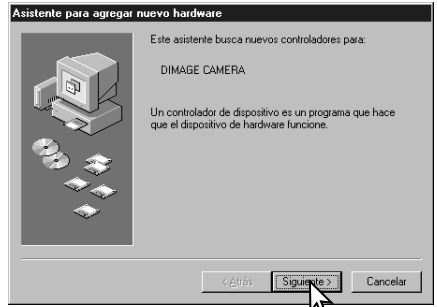 Asistente para agregar nuevo hardware
Este asistente busca nuevos controladores para:
DIMAGE CAMERA
Un controlador de dispositivo es un programa que hace
que el dispositivo de hardware funcione.
< Atrás
Siguiente >
Cancelar